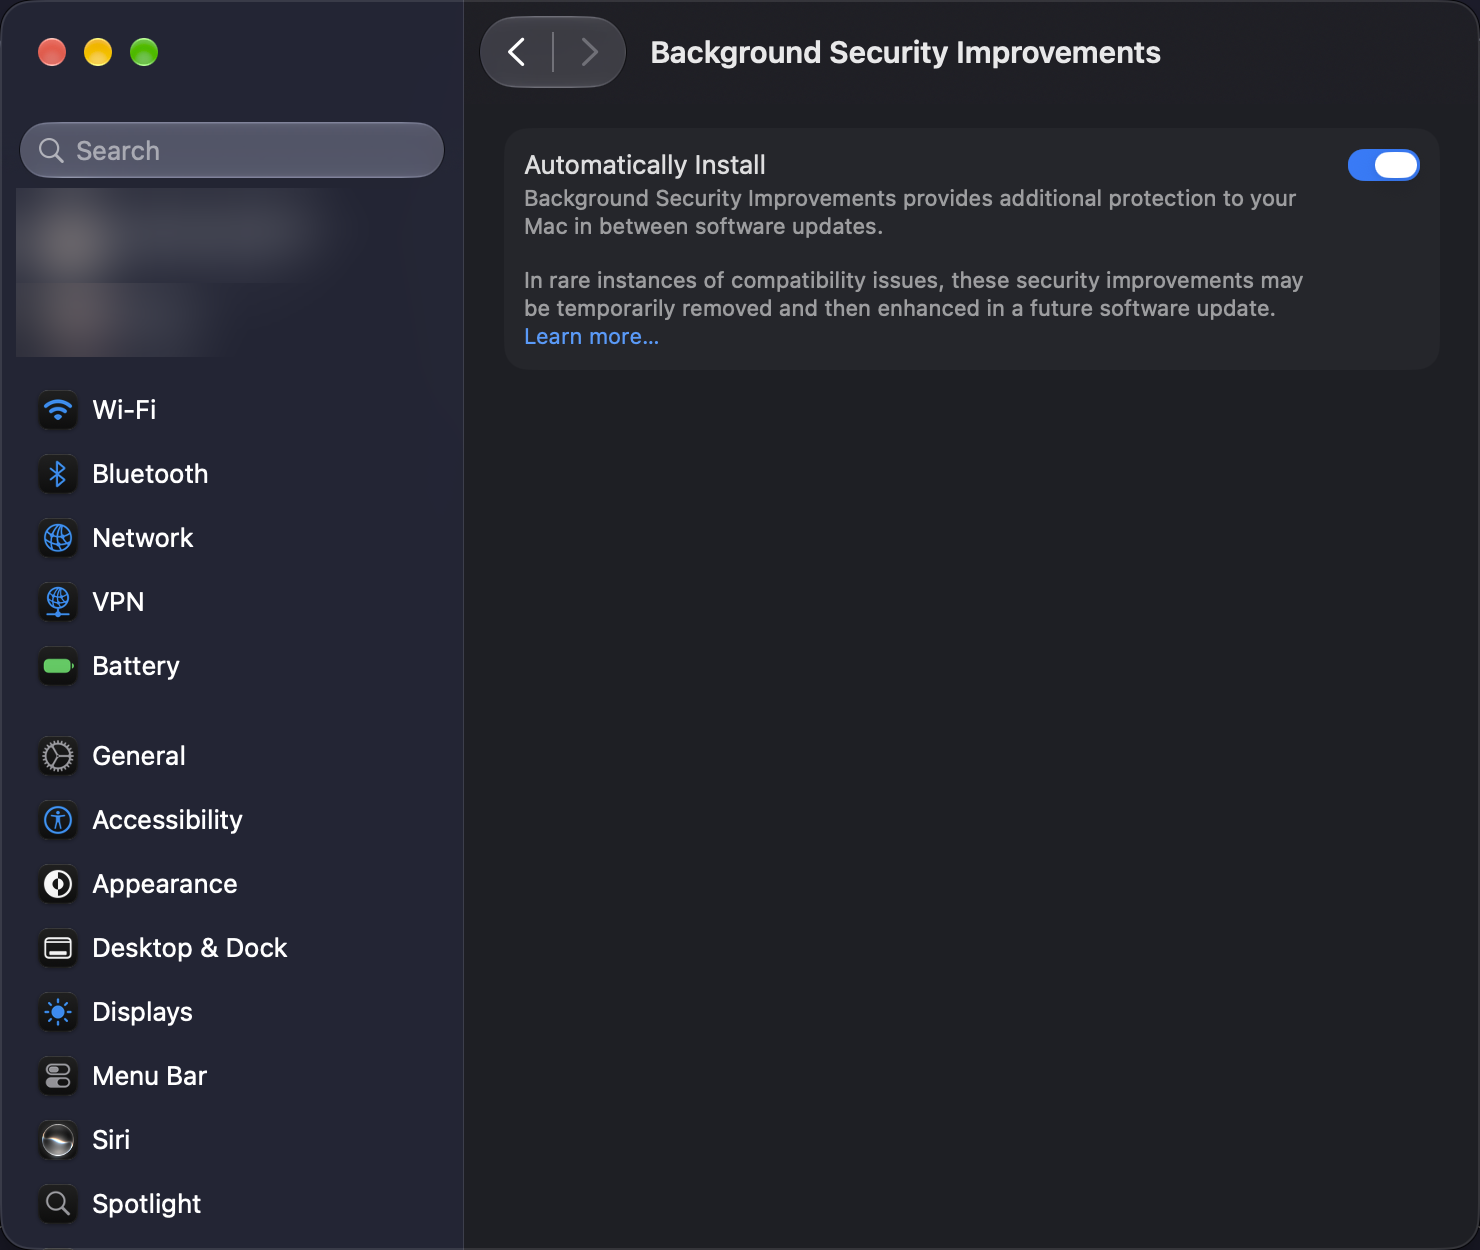 Background Security Improvements
Search
Wi-Fi
Bluetooth
Network
VPN
Battery
General
Accessibility
Appearance
Desktop & Dock
Displays
Menu Bar
Siri
Spotlight
Automatically Install
Background Security Improvements provides additional protection to your
Mac in between software updates.
In rare instances of compatibility issues, these security improvements may
be temporarily removed and then enhanced in a future software update.
Learn more...